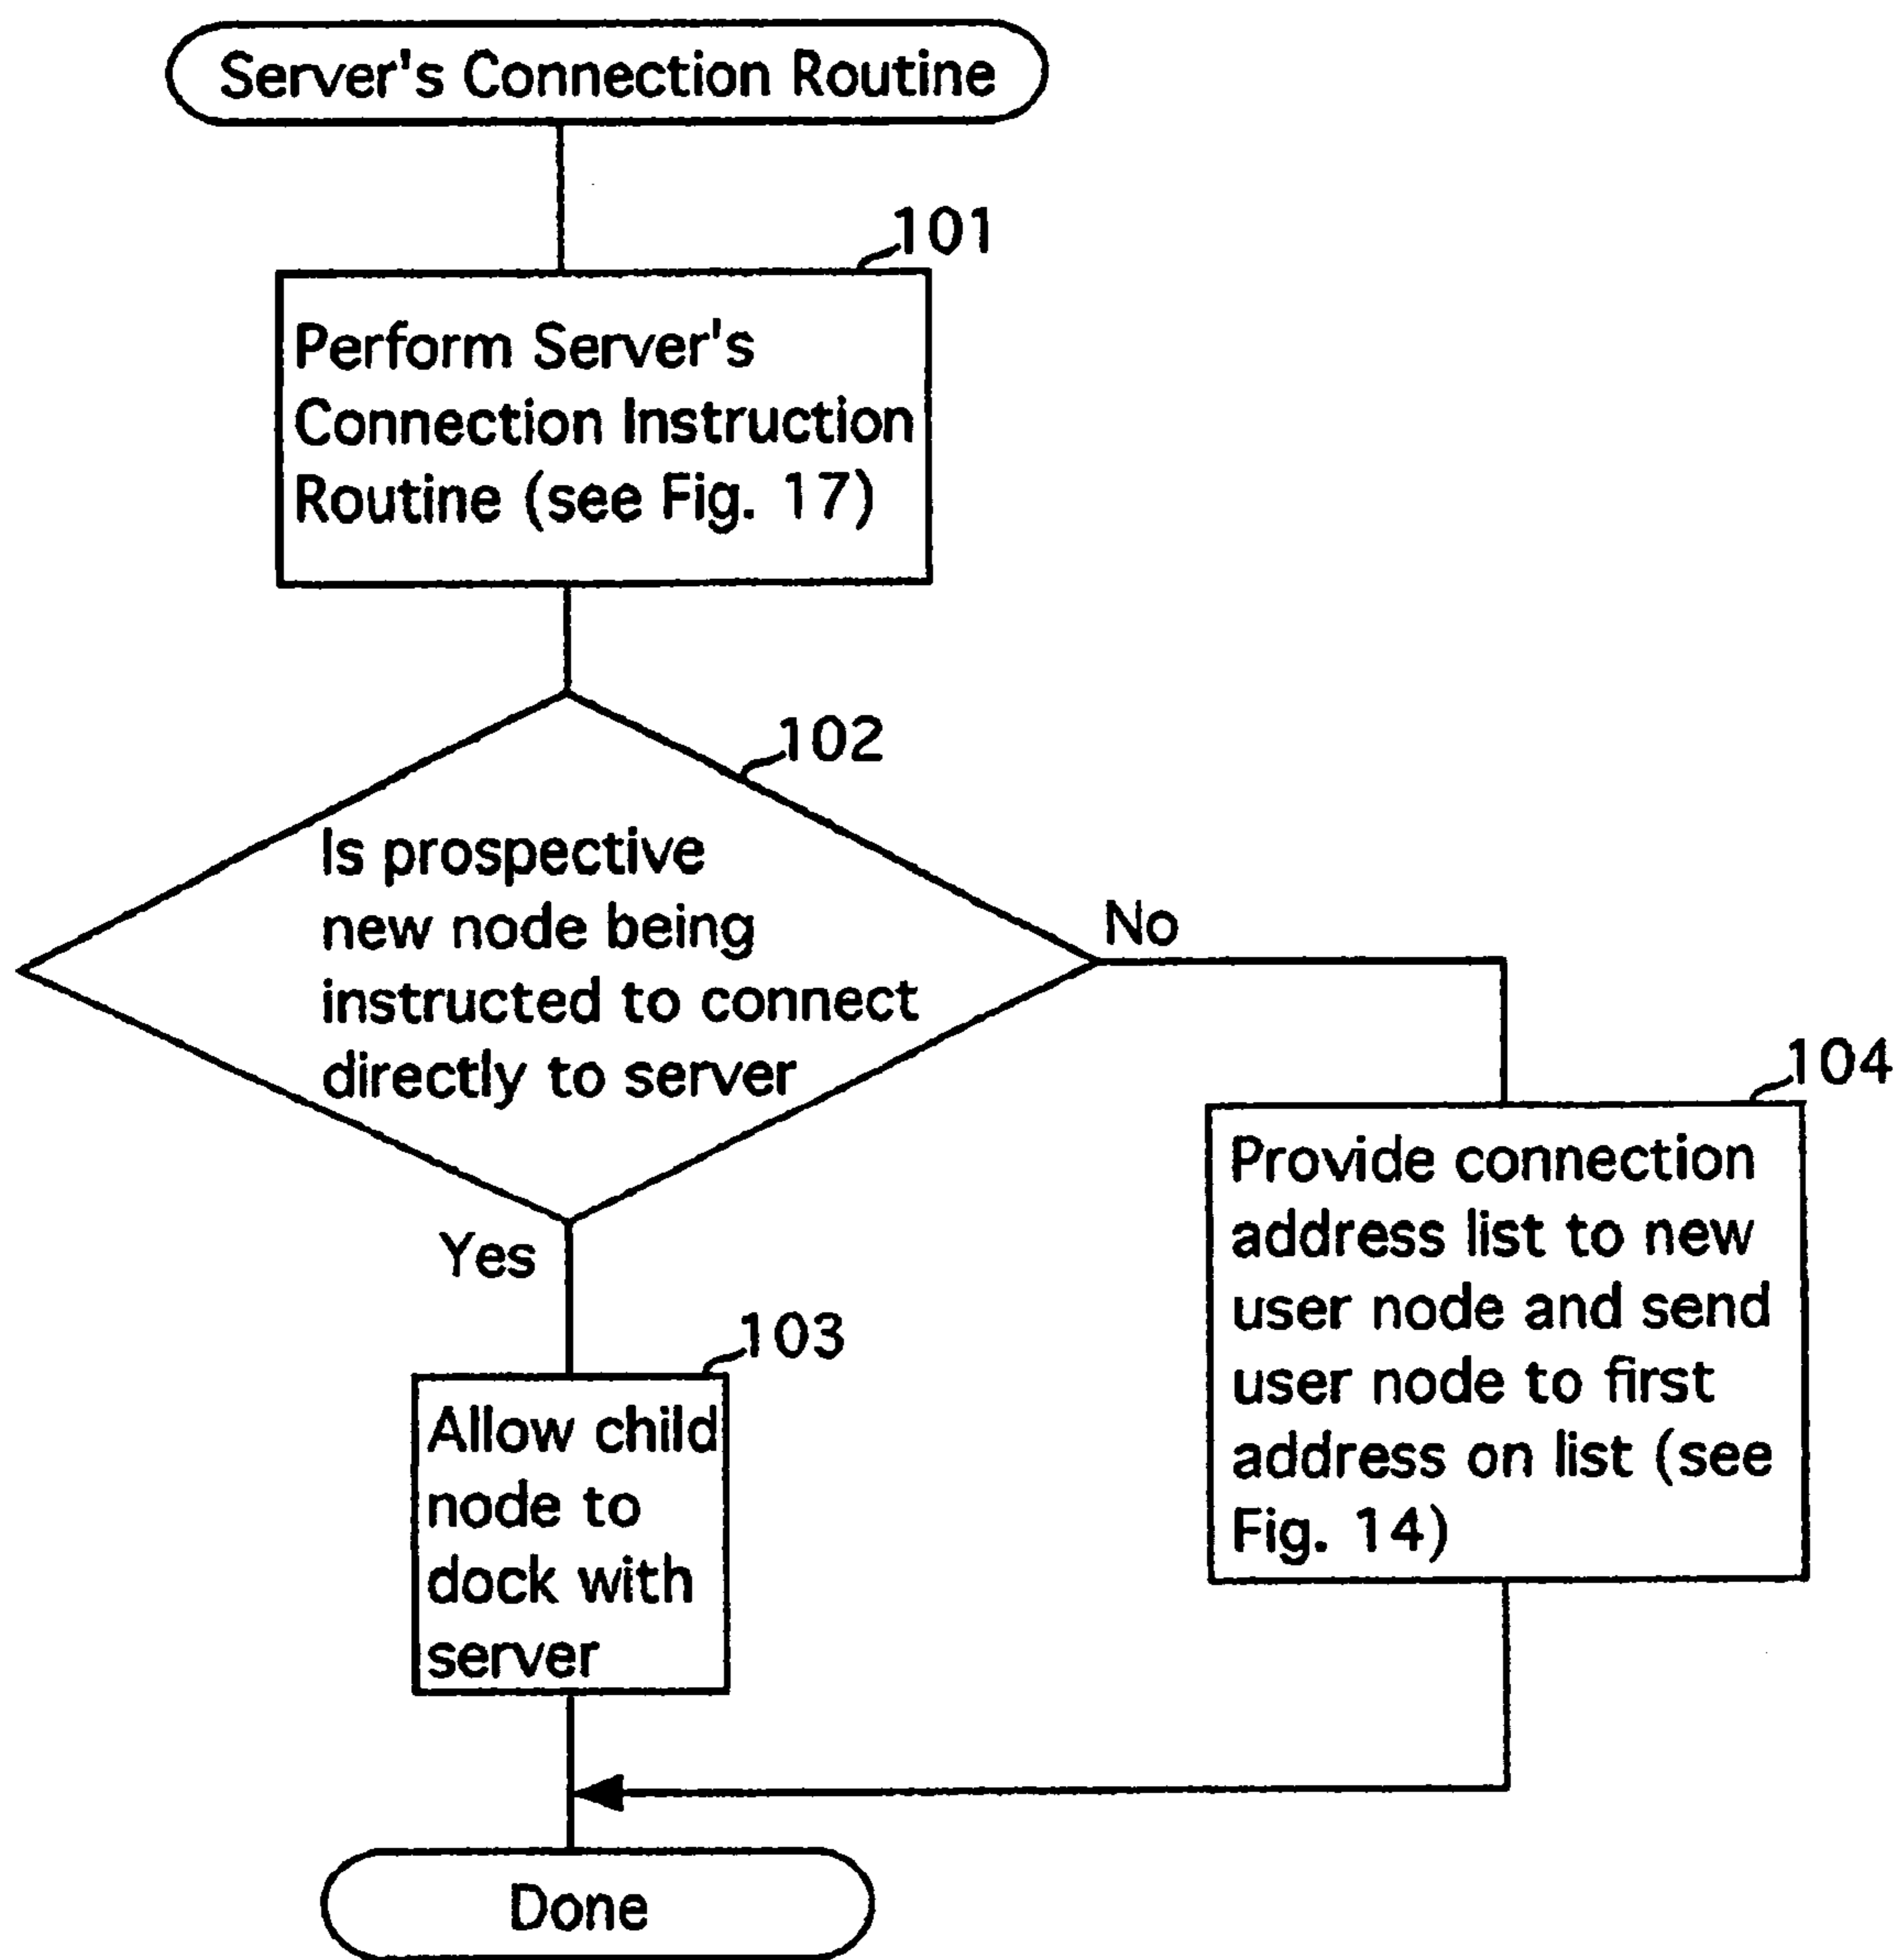 Server's Connection Routine
101
Perform Server's
Connection Instruction
Routine (see Fig. 17)
102
Is prospective
new node being
instructed to connect
directly to server
No
Yes
103
Allow child
node to
dock with
server
104
Provide connection
address list to new
user node and send
user node to first
address on list (see
Fig. 14)
Done